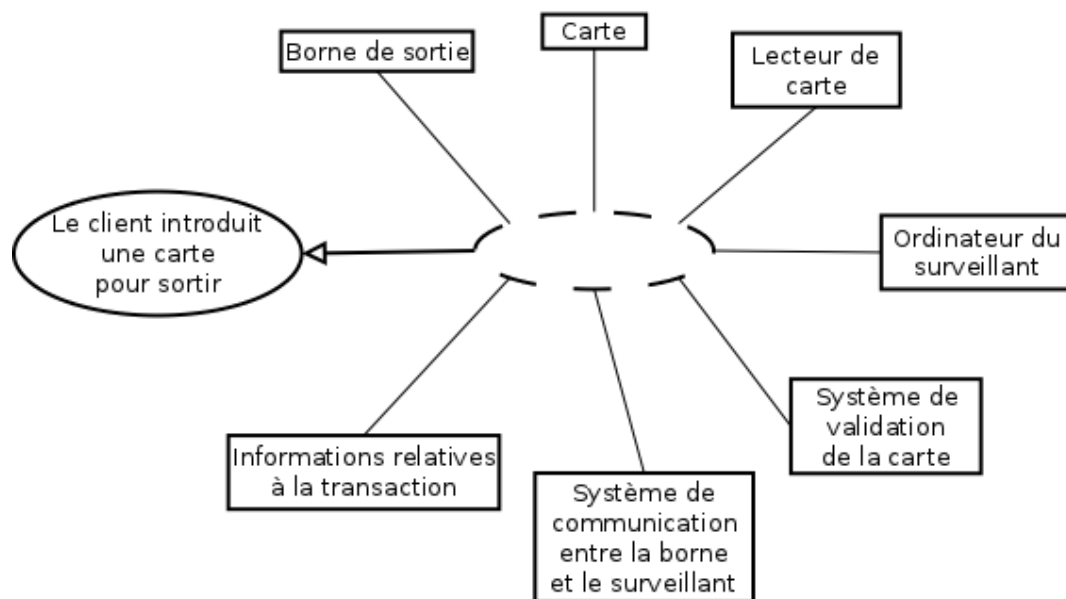 Borne de sortie
Carte
Lecteur de
carte
Le client introduit
une carte
pour sortir
Ordinateur du
surveillant
Informations relatives
à la transaction
Système de
communication
entre la borne
et le surveillant
Système de
validation
de la carte